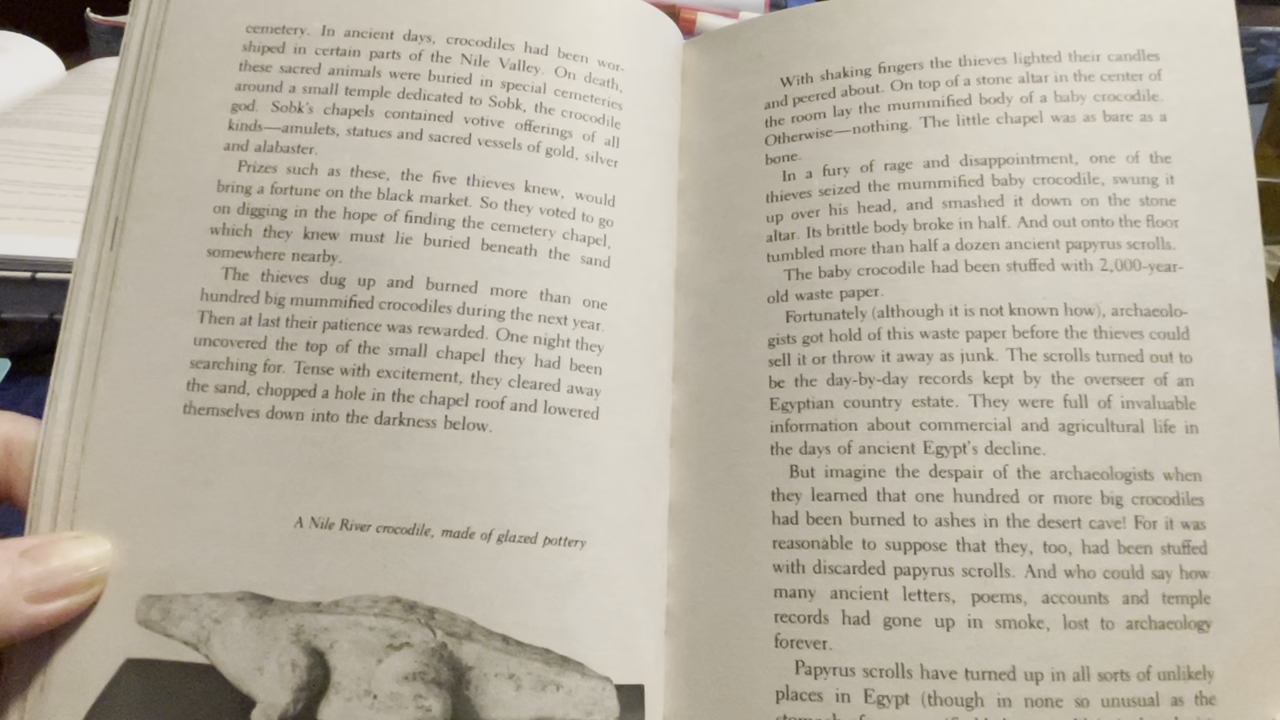 cemetery. In ancient days, crocodiles had been wor-
shiped in certain parts of the Nile Valley. On death,
these sacred animals were buried in special cemeteries
around a small temple dedicated to Sobk, the crocodile
god. Sobk's chapels contained votive offerings of all
kinds—amulets, statues and sacred vessels of gold, silver
and alabaster.
Prizes such as these, the five thieves knew, would
bring a fortune on the black market. So they voted to go
on digging in the hope of finding the cemetery chapel,
which they knew must lie buried beneath the sand
somewhere nearby.
The thieves dug up and burned more than one
hundred big mummified crocodiles during the next year.
Then at last their patience was rewarded. One night they
uncovered the top of the small chapel they had been
searching for. Tense with excitement, they cleared away
the sand, chopped a hole in the chapel roof and lowered
themselves down into the darkness below.
A Nile River crocodile, made of glazed pottery
With shaking fingers the thieves lighted their candles
and peered about. On top of a stone altar in the center of
the room lay the mummified body of a baby crocodile.
Otherwise—nothing. The little chapel was as bare as a
bone.
In a fury of rage and disappointment, one of the
thieves seized the mummified baby crocodile, swung it
up over his head, and smashed it down on the stone
altar. Its brittle body broke in half. And out onto the floor
tumbled more than half a dozen ancient papyrus scrolls.
The baby crocodile had been stuffed with 2,000-year-
old waste paper.
Fortunately (although it is not known how), archaeolo-
gists got hold of this waste paper before the thieves could
sell it or throw it away as junk. The scrolls turned out to
be the day-by-day records kept by the overseer of an
Egyptian country estate. They were full of invaluable
information about commercial and agricultural life in
the days of ancient Egypt's decline.
But imagine the despair of the archaeologists when
they learned that one hundred or more big crocodiles
had been burned to ashes in the desert cave! For it was
reasonable to suppose that they, too, had been stuffed
with discarded papyrus scrolls. And who could say how
many ancient letters, poems, accounts and temple
records had gone up in smoke, lost to archaeology
forever.
Papyrus scrolls have turned up in all sorts of unlikely
places in Egypt (though in none so unusual as the